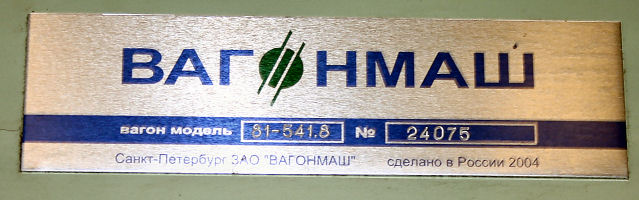 ВАГОНМАШ
вагон модель 81-541.8 № 24075
Санкт-Петербург ЗАО "ВАГОНМАШ" сделано в России 2004